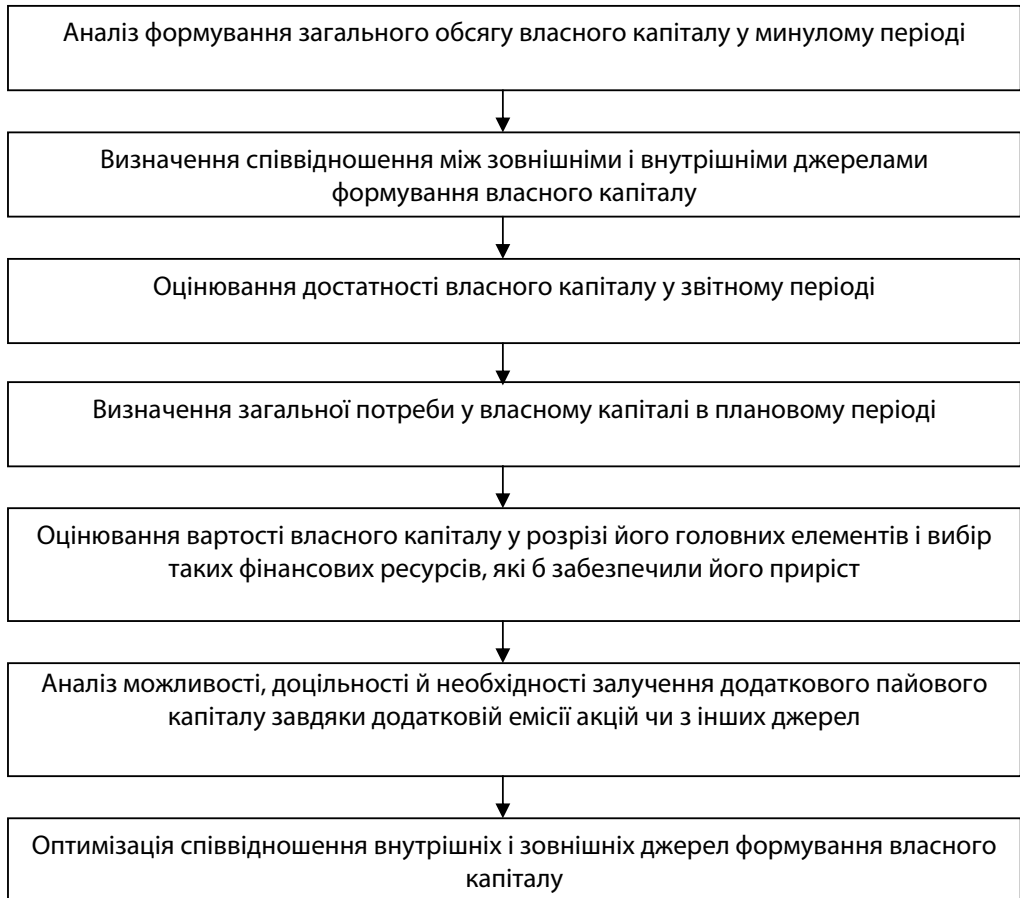 Аналіз формування загального обсягу власного капіталу у минулому періоді
Визначення співвідношення між зовнішніми і внутрішніми джерелами
формування власного капіталу
Оцінювання достатності власного капіталу у звітному періоді
Визначення загальної потреби у власному капіталі в плановому періоді
Оцінювання вартості власного капіталу у розрізі його головних елементів і вибір
таких фінансових ресурсів, які б забезпечили його приріст
Аналіз можливості, доцільності й необхідності залучення додаткового пайового
капіталу завдяки додатковій емісії акцій чи з інших джерел
Оптимізація співвідношення внутрішніх і зовнішніх джерел формування власного
капіталу